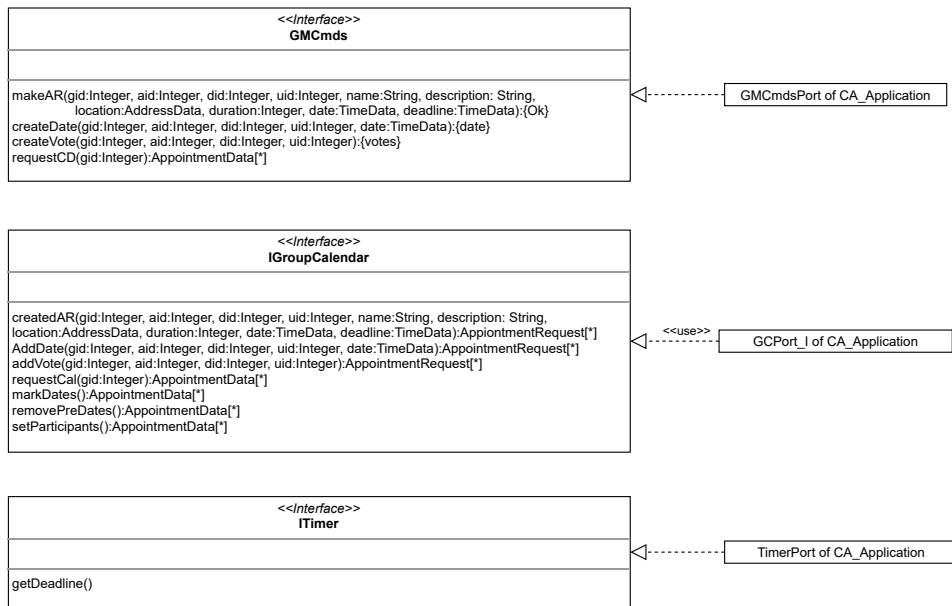 <<Interface>>
GMCmds
makeAR(gid:Integer, aid:Integer, did:Integer, uid:Integer, name:String, description: String,
location:AddressData, duration:Integer, date:TimeData, deadline:TimeData):{Ok}
createDate(gid:Integer, aid:Integer, did:Integer, uid:Integer, date:TimeData):{date}
createVote(gid:Integer, aid:Integer, did:Integer, uid:Integer):{votes}
requestCD(gid:Integer):AppointmentData[*]
GMCmdsPort of CA_Application
<<Interface>>
IGroupCalendar
createdAR(gid:Integer, aid:Integer, did:Integer, uid:Integer, name:String, description: String,
location:AddressData, duration:Integer, date:TimeData, deadline:TimeData):AppiontmentRequest[*]
AddDate(gid:Integer, aid:Integer, did:Integer, uid:Integer, date:TimeData):AppointmentRequest[*]
addVote(gid:Integer, aid:Integer, did:Integer, uid:Integer):AppointmentRequest[*]
requestCal(gid:Integer):AppointmentData[*]
markDates():AppointmentData[*]
removePreDates():AppointmentData[*]
setParticipants():AppointmentData[*]
<<use>>
GCPort_I of CA_Application
<<Interface>>
ITimer
getDeadline()
TimerPort of CA_Application